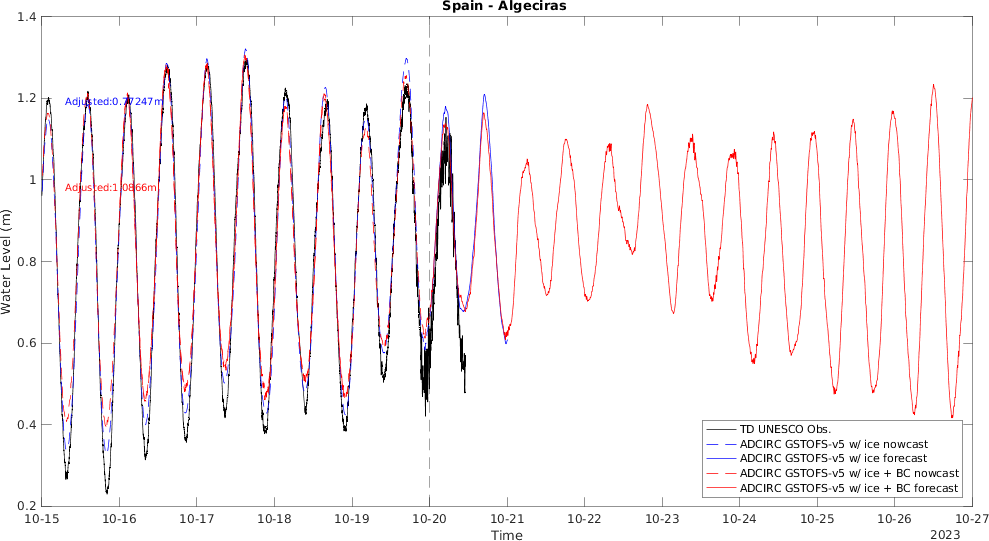 Spain - Algeciras
1.4
1.2
1
0.8
0.6
0.4
0.2
Water Level (m)
Adjusted:0.77247m
Adjusted:1.0866m
TD UNESCO Obs.
ADCIRC GSTOFS-v5 w/ ice nowcast
ADCIRC GSTOFS-v5 w/ ice forecast
ADCIRC GSTOFS-v5 w/ ice + BC nowcast
ADCIRC GSTOFS-v5 w/ ice + BC forecast
10-15 10-16 10-17 10-18 10-19 10-20 10-21 10-22 10-23 10-24 10-25 10-26 10-27
Time
2023